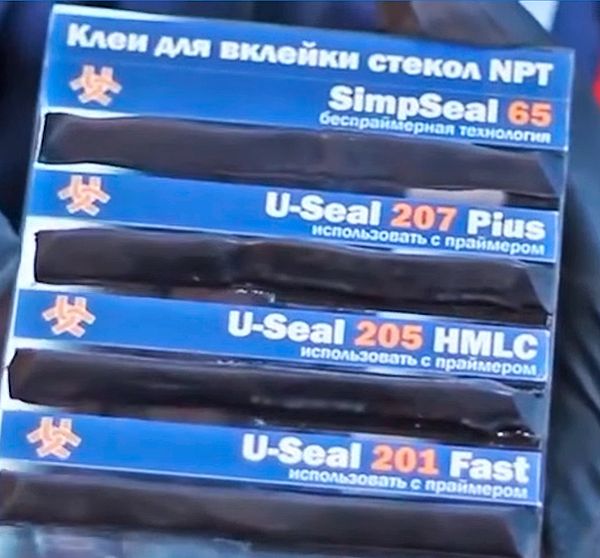 Клеи для вклейки стекол NPT
SimpSeal 65
беспраймерная технология
U-Seal 207 Plus
использовать с праймером
U-Seal 205 HMLC
использовать с праймером
U-Seal 201 Fast
использовать с праймером